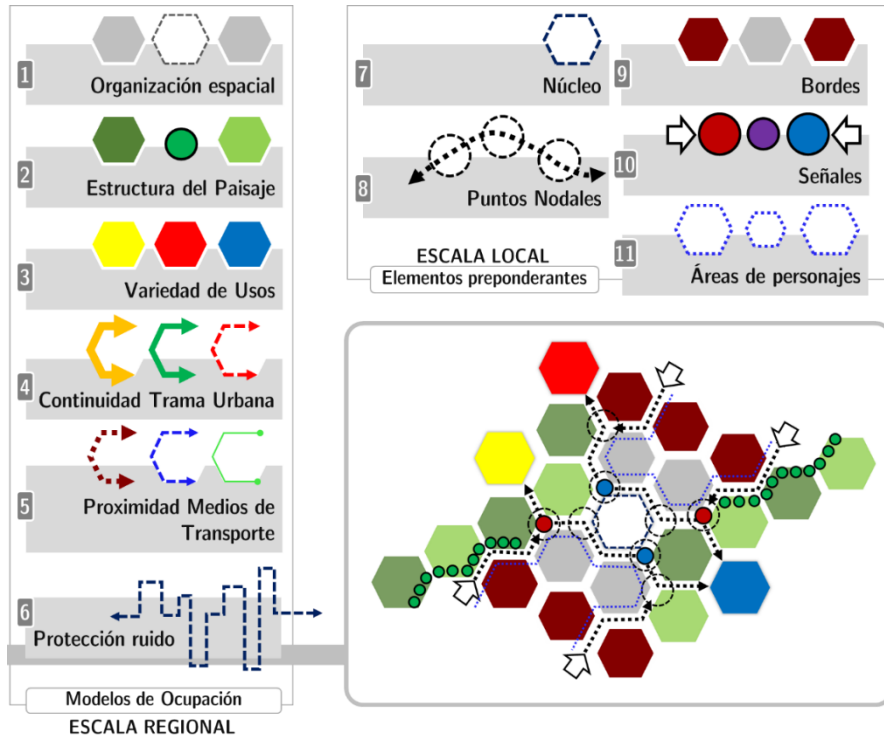 1
Organización espacial
2
Estructura del Paisaje
3
Variedad de Usos
4
Continuidad Trama Urbana
5
Proximidad Medios de
Transporte
6
Protección ruido
Modelos de Ocupación
ESCALA REGIONAL
7
Núcleo
8
Puntos Nodales
ESCALA LOCAL
Elementos preponderantes
9
Bordes
10
Señales
11
Áreas de personajes